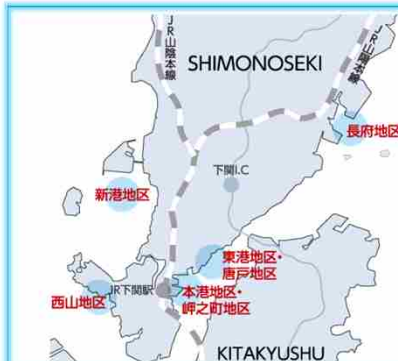 JR山陰本線
JR山陰本線
SHIMONOSEKI
長府地区
下関I.C
新港地区
東港地区・
唐戸地区
JR下関駅
本港地区・
岬之町地区
西山地区
KITAKYUSHU